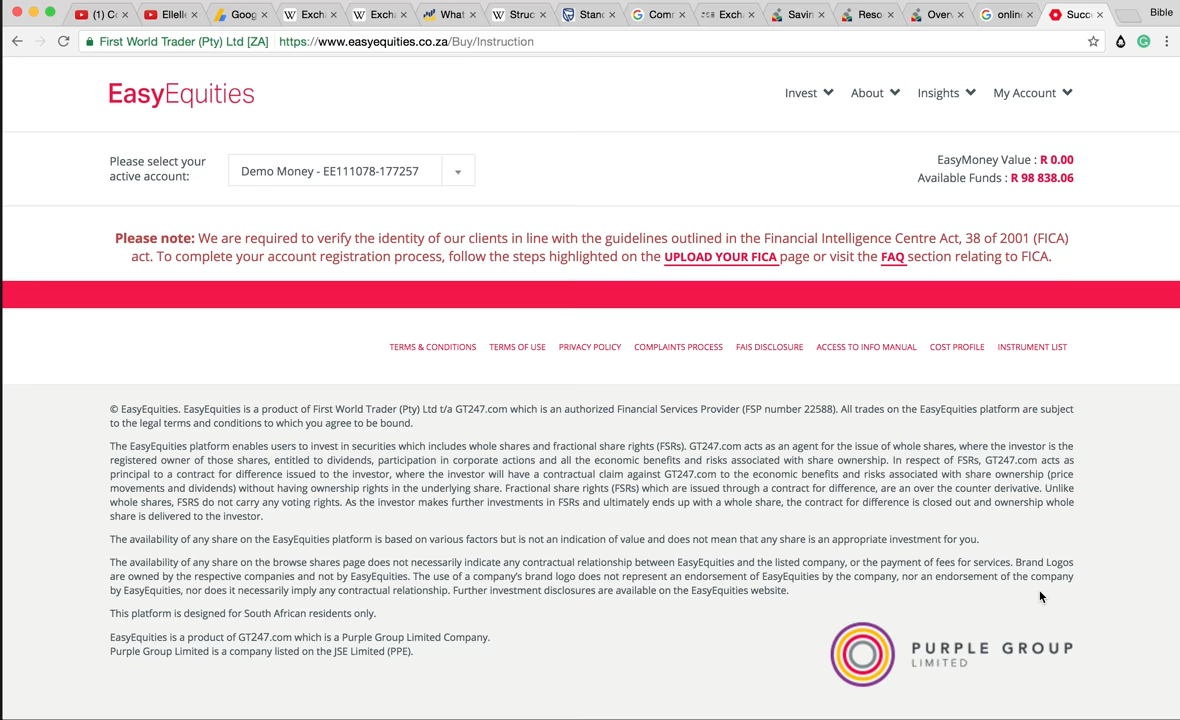 (1) C
Ellelle
Goog
Excha
Excha
What
Struc
Stanc
Comr
Excha
Savin
Reso
Overv
online
Succ
Bible
First World Trader (Pty) Ltd [ZA]  https://www.easyequities.co.za/Buy/Instruction
EasyEquities
Invest  About  Insights  My Account
Please select your
active account:
Demo Money - EE111078-177257
EasyMoney Value : R 0.00
Available Funds : R 98 838.06
Please note: We are required to verify the identity of our clients in line with the guidelines outlined in the Financial Intelligence Centre Act, 38 of 2001 (FICA)
act. To complete your account registration process, follow the steps highlighted on the UPLOAD YOUR FICA page or visit the FAQ section relating to FICA.
TERMS & CONDITIONS  TERMS OF USE  PRIVACY POLICY  COMPLAINTS PROCESS  FAIS DISCLOSURE  ACCESS TO INFO MANUAL  COST PROFILE  INSTRUMENT LIST
© EasyEquities. EasyEquities is a product of First World Trader (Pty) Ltd t/a GT247.com which is an authorized Financial Services Provider (FSP number 22588). All trades on the EasyEquities platform are subject
to the legal terms and conditions to which you agree to be bound.
The EasyEquities platform enables users to invest in securities which includes whole shares and fractional share rights (FSRs). GT247.com acts as an agent for the issue of whole shares, where the investor is the
registered owner of those shares, entitled to dividends, participation in corporate actions and all the economic benefits and risks associated with share ownership. In respect of FSRs, GT247.com acts as
principal to a contract for difference issued to the investor, where the investor will have a contractual claim against GT247.com to the economic benefits and risks associated with share ownership (price
movements and dividends) without having ownership rights in the underlying share. Fractional share rights (FSRs) which are issued through a contract for difference, are an over the counter derivative. Unlike
whole shares, FSRS do not carry any voting rights. As the investor makes further investments in FSRs and ultimately ends up with a whole share, the contract for difference is closed out and ownership whole
share is delivered to the investor.
The availability of any share on the EasyEquities platform is based on various factors but is not an indication of value and does not mean that any share is an appropriate investment for you.
The availability of any share on the browse shares page does not necessarily indicate any contractual relationship between EasyEquities and the listed company, or the payment of fees for services. Brand Logos
are owned by the respective companies and not by EasyEquities. The use of a company's brand logo does not represent an endorsement of EasyEquities by the company, nor an endorsement of the company
by EasyEquities, nor does it necessarily imply any contractual relationship. Further investment disclosures are available on the EasyEquities website.
This platform is designed for South African residents only.
EasyEquities is a product of GT247.com which is a Purple Group Limited Company.
Purple Group Limited is a company listed on the JSE Limited (PPE).
PURPLE GROUP
LIMITED